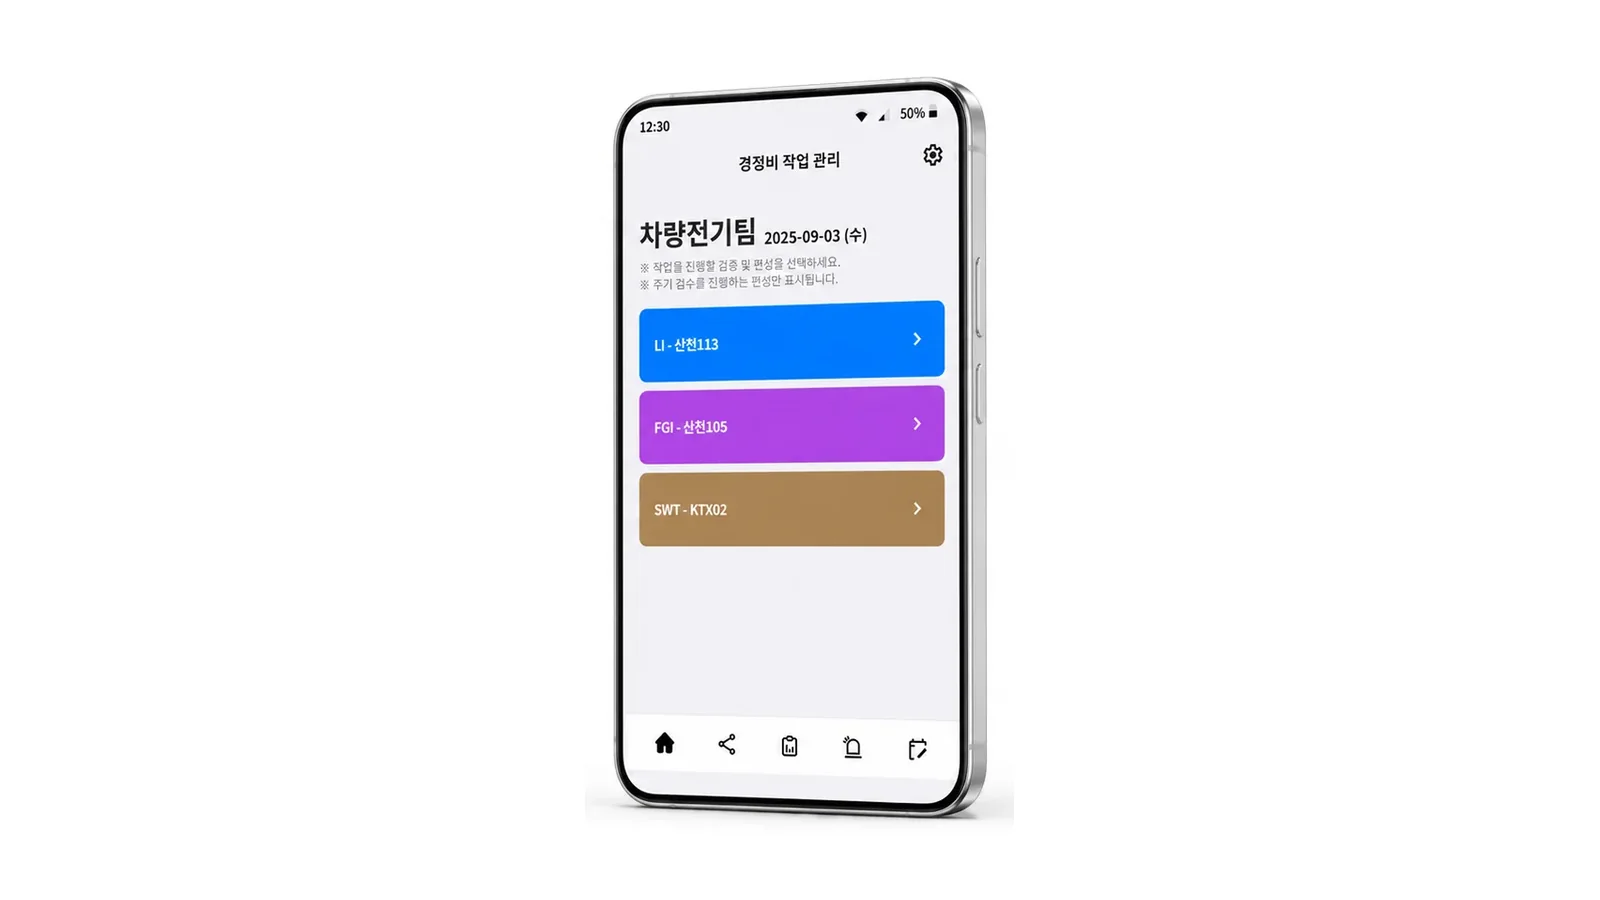 12:30
50%
경정비 작업 관리
차량전기팀 2025-09-03 (수)
※ 작업을 진행할 검증 및 편성을 선택하세요.
※ 주기 검수를 진행하는 편성만 표시됩니다.
LI - 산천113
FGI - 산천105
SWT - KTX02